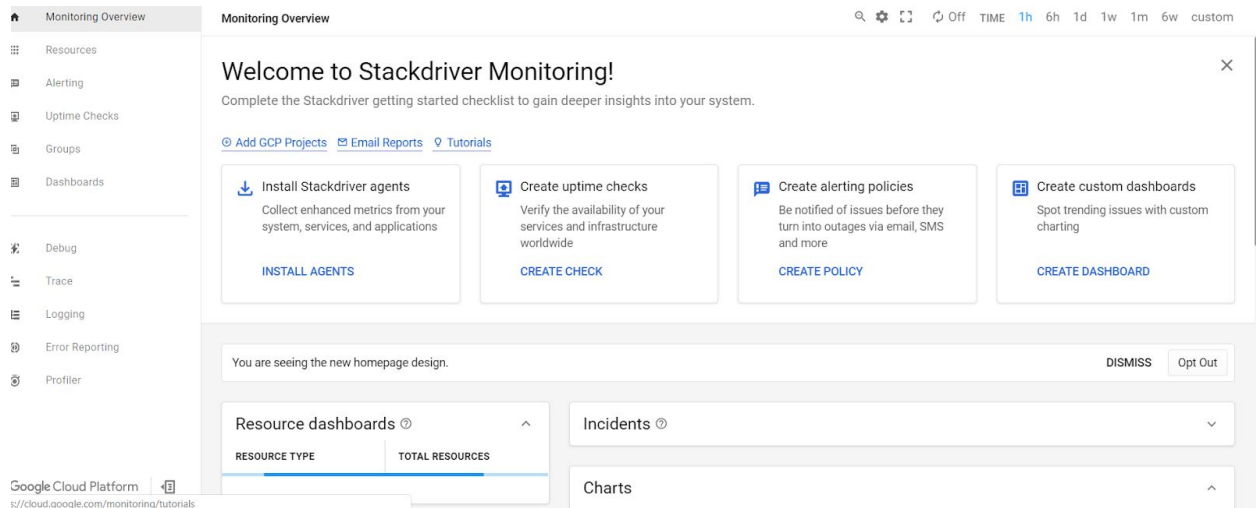 Monitoring Overview
Resources
Alerting
Uptime Checks
Groups
Dashboards
Debug
Trace
Logging
Error Reporting
Profiler
Google Cloud Platform
s://cloud.google.com/monitoring/tutorials
Monitoring Overview
Off TIME 1h 6h 1d 1w 1m 6w custom
Welcome to Stackdriver Monitoring!
Complete the Stackdriver getting started checklist to gain deeper insights into your system.
Add GCP Projects Email Reports Tutorials
Install Stackdriver agents
Collect enhanced metrics from your
system, services, and applications
INSTALL AGENTS
Create uptime checks
Verify the availability of your
services and infrastructure
worldwide
CREATE CHECK
Create alerting policies
Be notified of issues before they
turn into outages via email, SMS
and more
CREATE POLICY
Create custom dashboards
Spot trending issues with custom
charting
CREATE DASHBOARD
You are seeing the new homepage design.
DISMISS Opt Out
Resource dashboards
RESOURCE TYPE TOTAL RESOURCES
Incidents
Charts